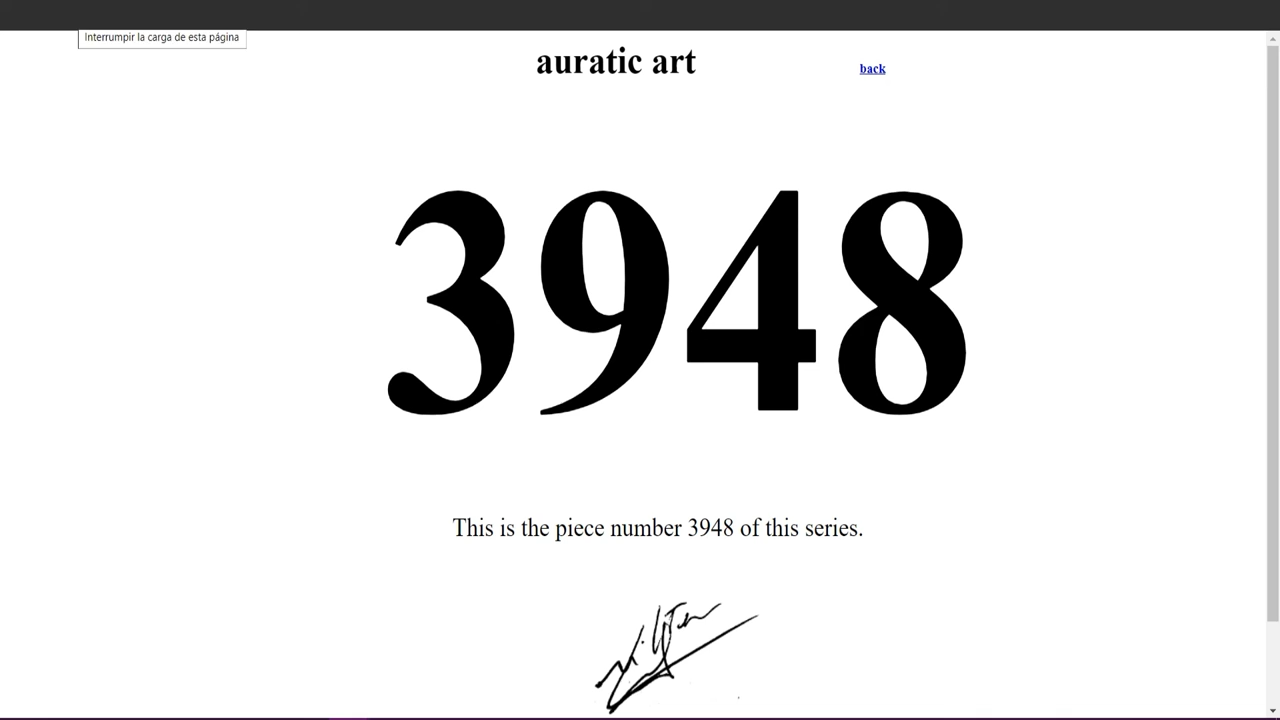 Interrumpir la carga de esta página
auratic art
back
3948
This is the piece number 3948 of this series.